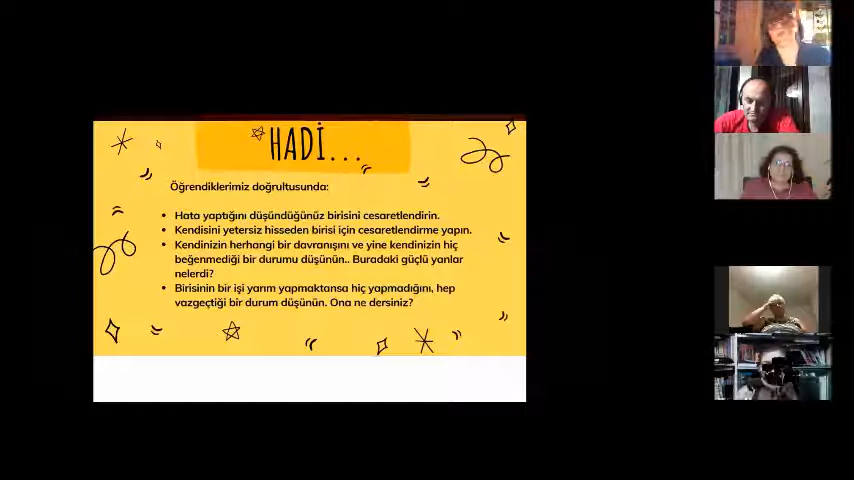 HADİ...
Öğrendiklerimiz doğrultusunda:
• Hata yaptığını düşündüğünüz birisini cesaretlendirin.
• Kendisini yetersiz hisseden birisi için cesaretlendirme yapın.
• Kendinizin herhangi bir davranışını ve yine kendinizin hiç
beğenmediği bir durumu düşünün.. Buradaki güçlü yanlar
nelerdi?
• Birisinin bir işi yarım yapmaktansa hiç yapmadığını, hep
vazgeçtiği bir durum düşünün. Ona ne dersiniz?